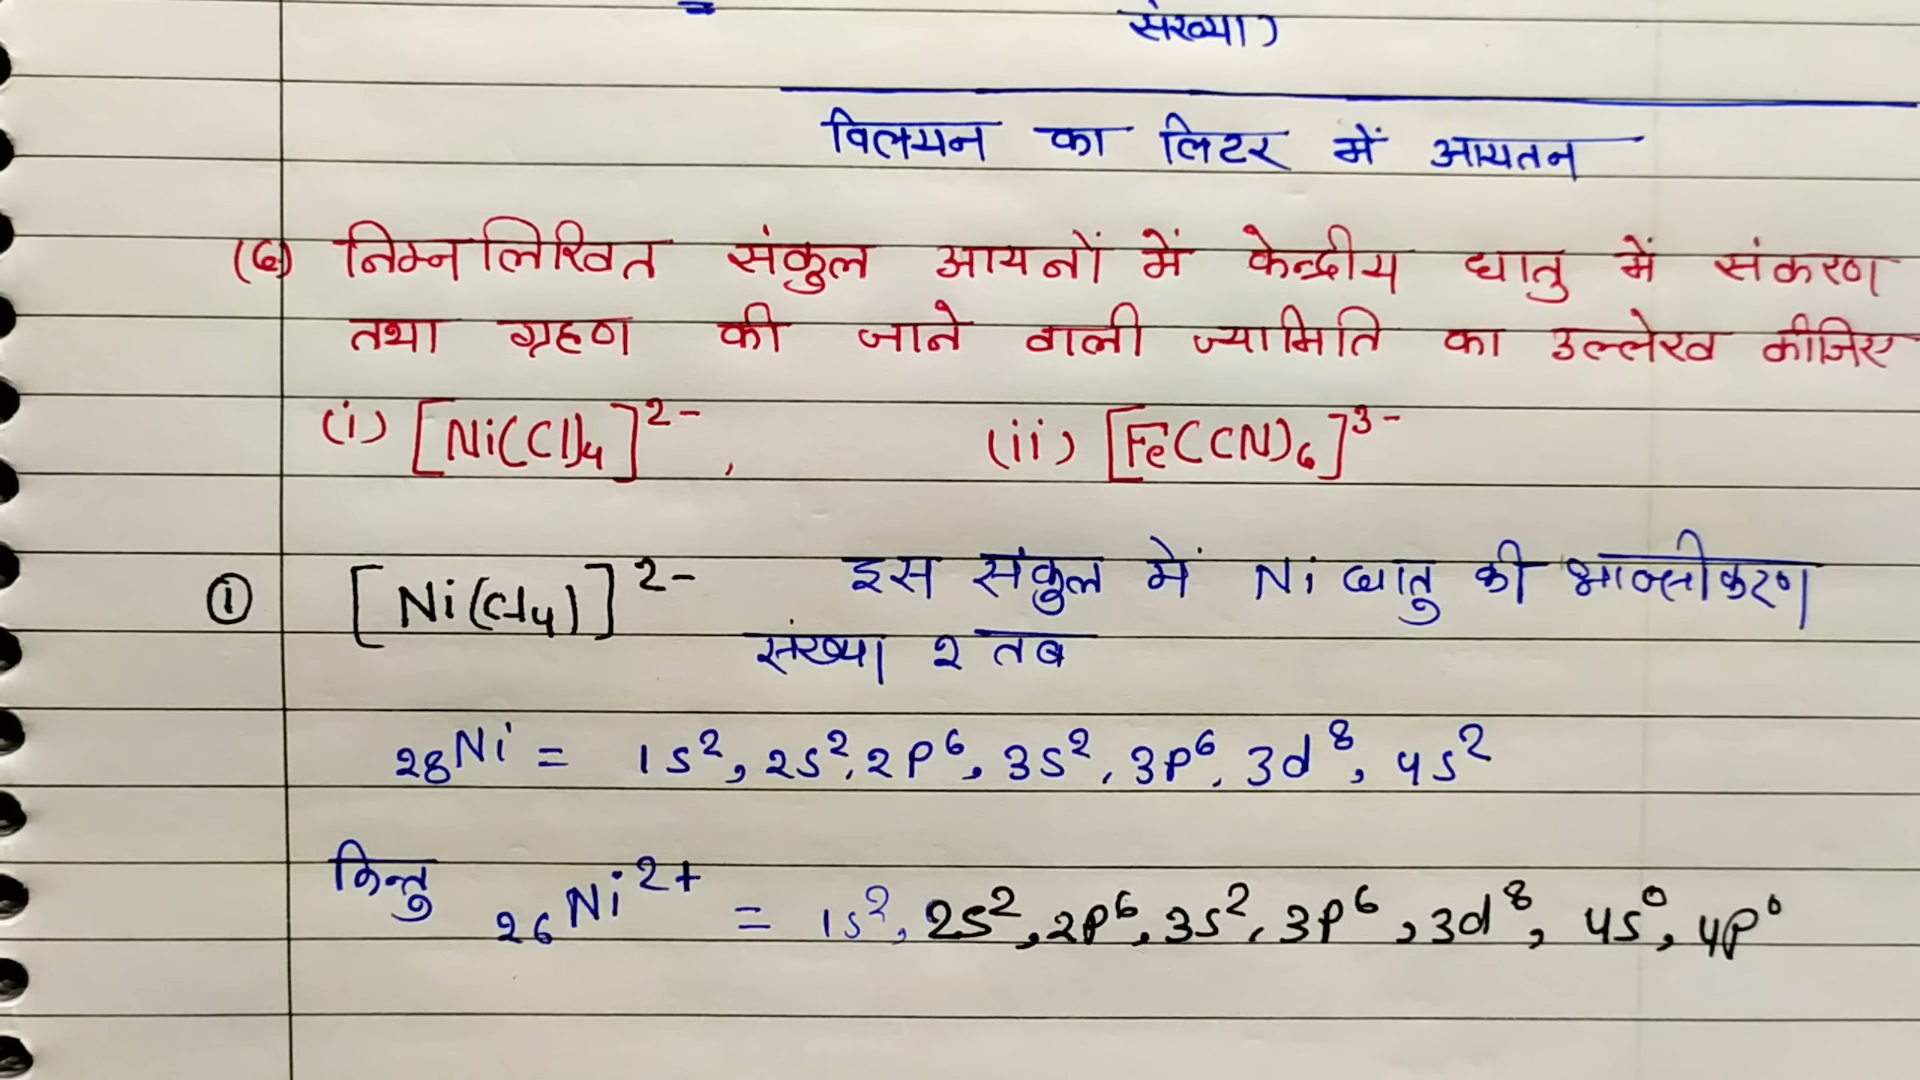 = संख्या)
विलयन का लिटर में आयतन
(6) निम्नलिखित संकुल आयनों में केन्द्रीय धातु में संकरण
तथा ग्रहण की जाने वाली ज्यामिति का उल्लेख कीजिए
(i) [Ni(Cl)₄]²⁻, (ii) [Fe(CN)₆]³⁻
① [Ni(Cl₄)]²⁻ इस संकुल में Ni धातु की आक्सीकरण
संख्या 2 तब
₂₈Ni = 1s², 2s², 2p⁶, 3s², 3p⁶, 3d⁸, 4s²
किन्तु ₂₆Ni²⁺ = 1s², 2s², 2p⁶, 3s², 3p⁶, 3d⁸, 4s⁰, 4p⁰